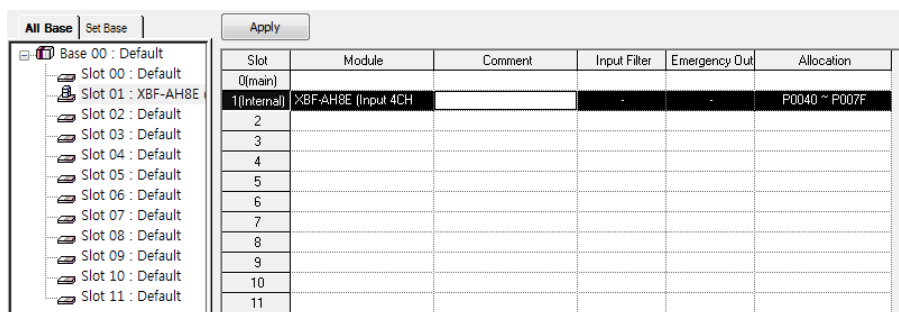 All Base Set Base Apply
Base 00 : Default
Slot 00 : Default
Slot 01 : XBF-AH8E (
Slot 02 : Default
Slot 03 : Default
Slot 04 : Default
Slot 05 : Default
Slot 06 : Default
Slot 07 : Default
Slot 08 : Default
Slot 09 : Default
Slot 10 : Default
Slot 11 : Default
Slot Module Comment Input Filter Emergency Out Allocation
0(main)
1(Internal) XBF-AH8E (Input 4CH - - P0040 ~ P007F
2
3
4
5
6
7
8
9
10
11